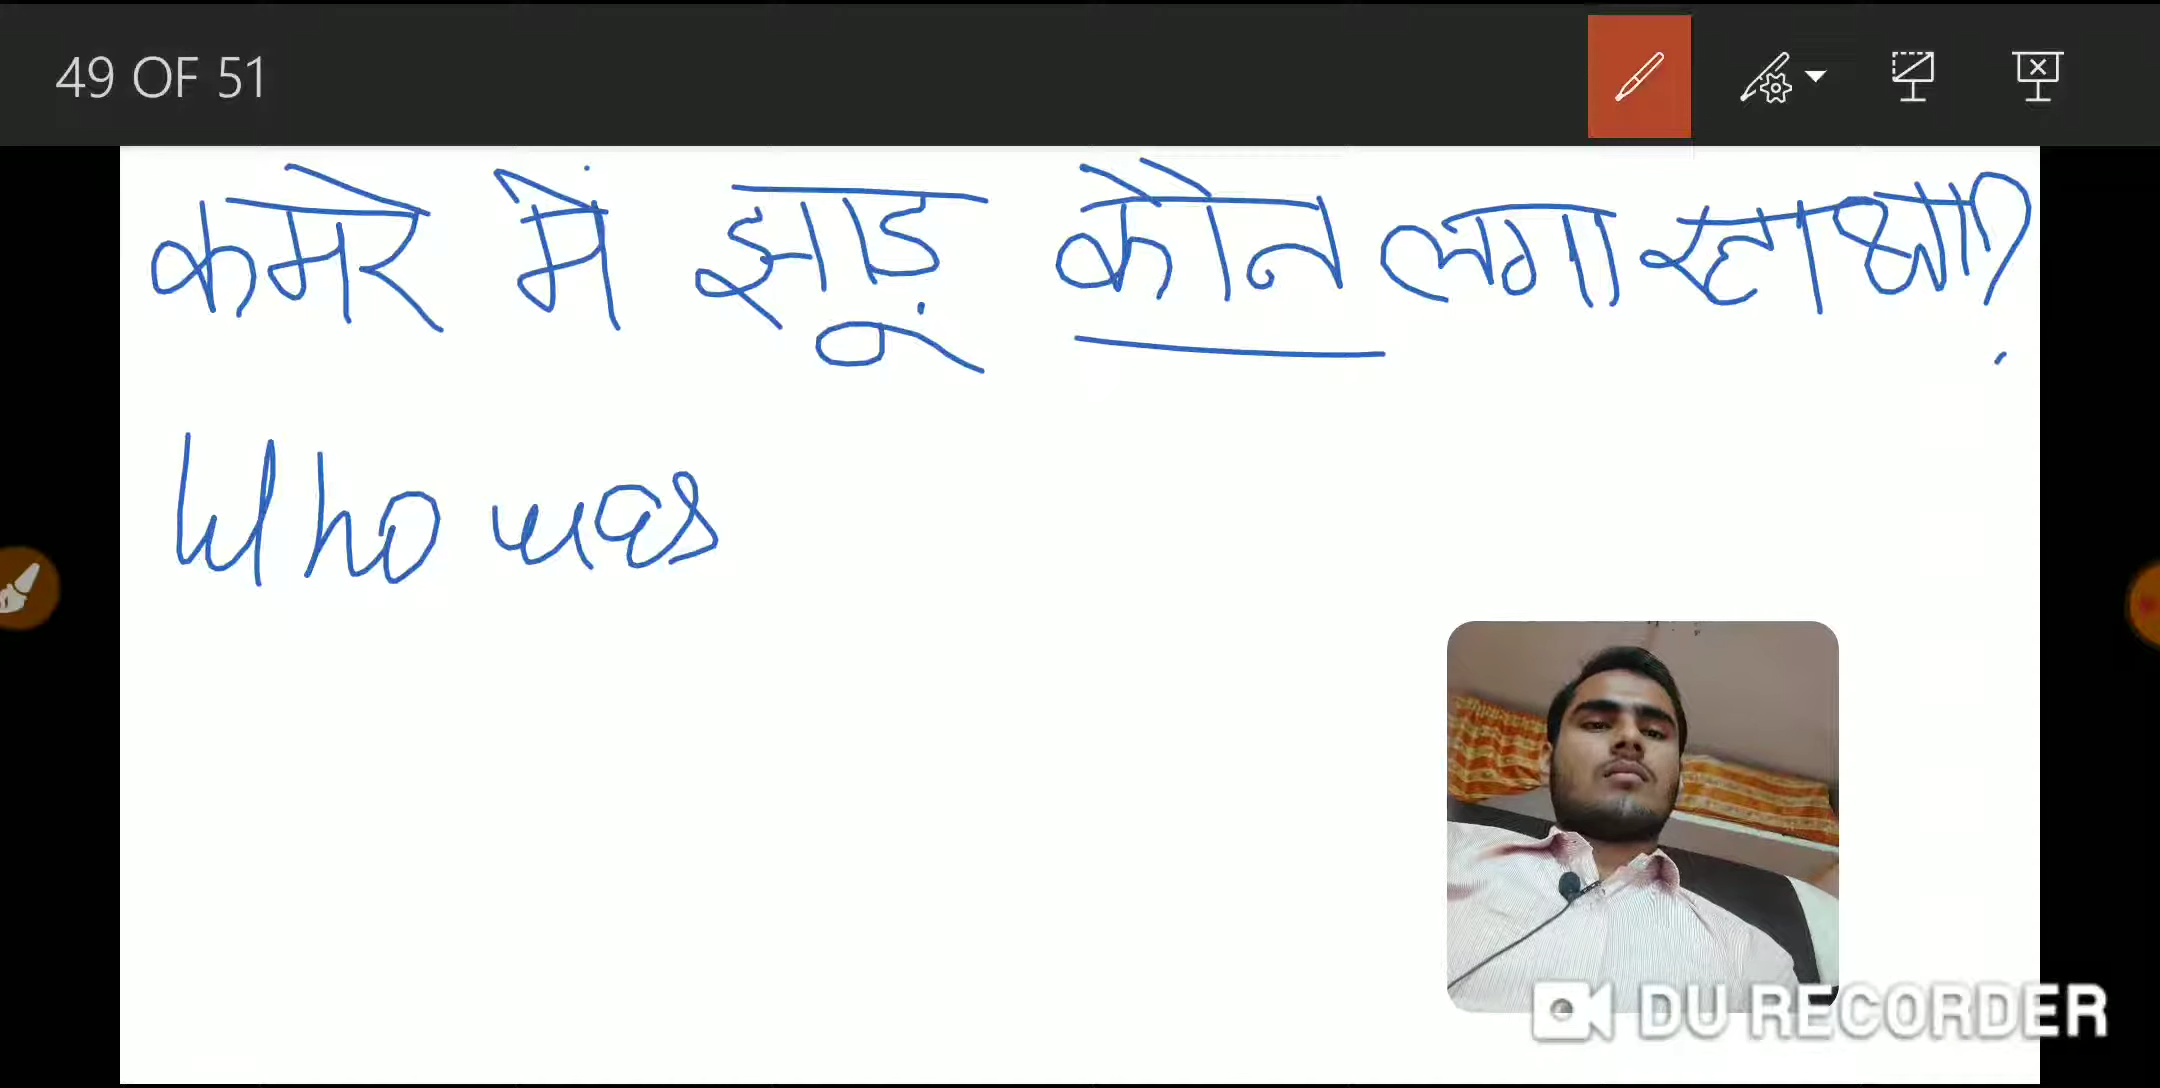 49 OF 51
कमरे में झाड़ू कौन लगा रहा था?
Who was
DU RECORDER